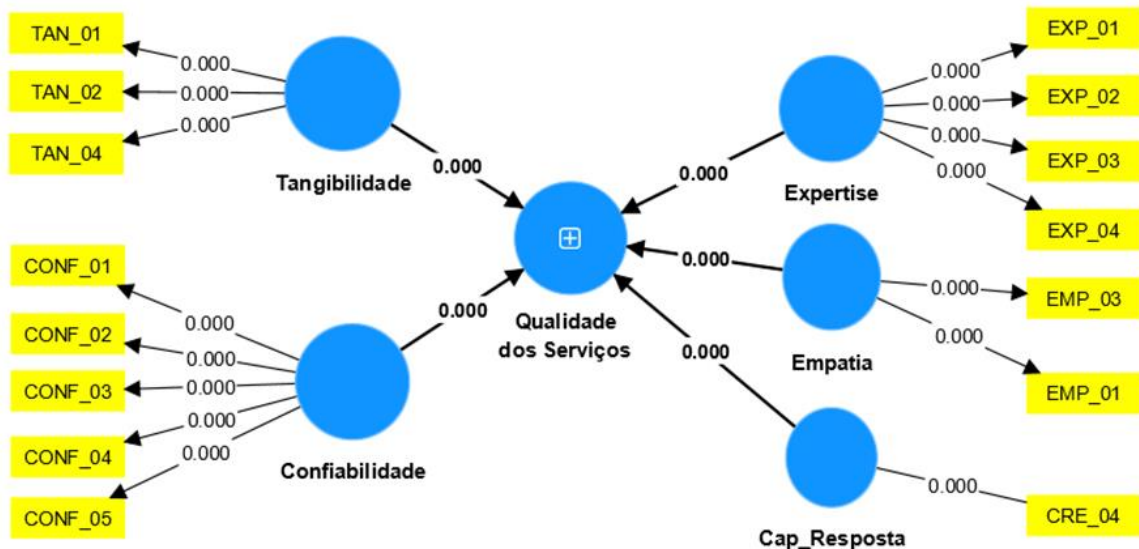 TAN_01
0.000
TAN_02
0.000
TAN_04
0.000
Tangibilidade
0.000
CONF_01
0.000
CONF_02
0.000
CONF_03
0.000
CONF_04
0.000
CONF_05
0.000
Confiabilidade
0.000
Qualidade
dos Serviços
EXP_01
0.000
EXP_02
0.000
EXP_03
0.000
EXP_04
0.000
Expertise
0.000
EMP_03
0.000
EMP_01
0.000
Empatia
0.000
CRE_04
0.000
Cap_Resposta
0.000